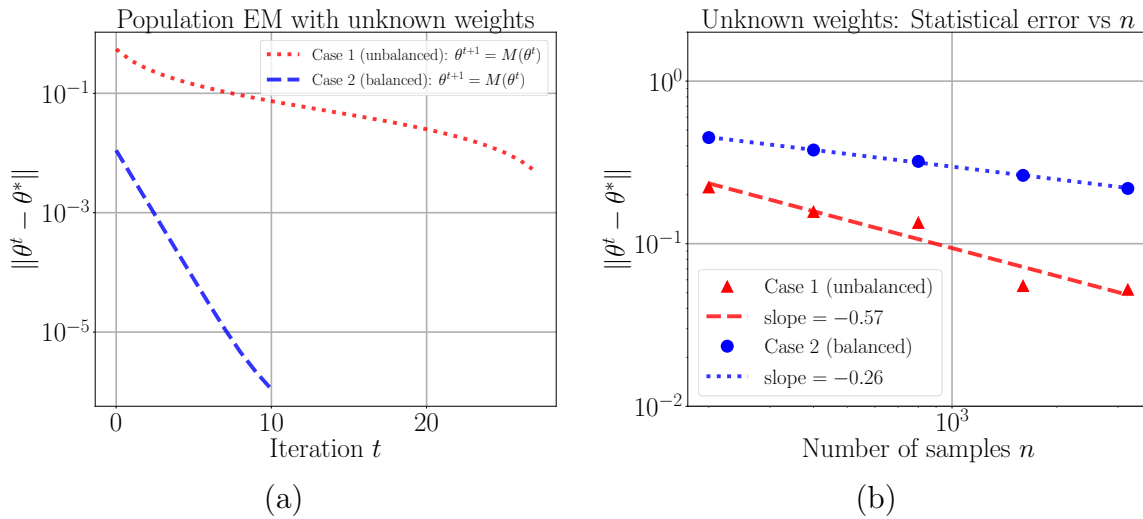 Population EM with unknown weights
Case 1 (unbalanced): θ^{t+1} = M(θ^t)
Case 2 (balanced): θ^{t+1} = M(θ^t)
10^{-1}
10^{-3}
10^{-5}
‖θ^t − θ*‖
0
10
20
Iteration t
(a)
Unknown weights: Statistical error vs n
10^0
10^{-1}
10^{-2}
‖θ^t − θ*‖
Case 1 (unbalanced)
slope = −0.57
Case 2 (balanced)
slope = −0.26
10^3
Number of samples n
(b)